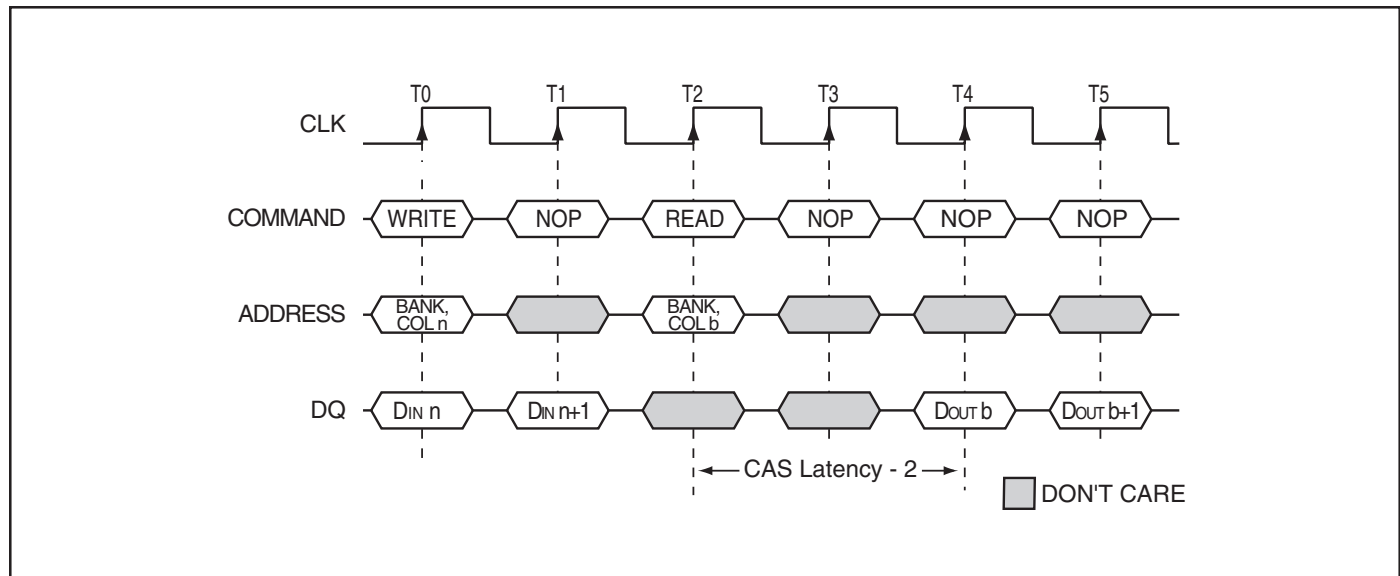 T0 T1 T2 T3 T4 T5
CLK
COMMAND WRITE NOP READ NOP NOP NOP
ADDRESS BANK, COL n BANK, COL b
DQ DIN n DIN n+1 DOUT b DOUT b+1
CAS Latency - 2
DON'T CARE